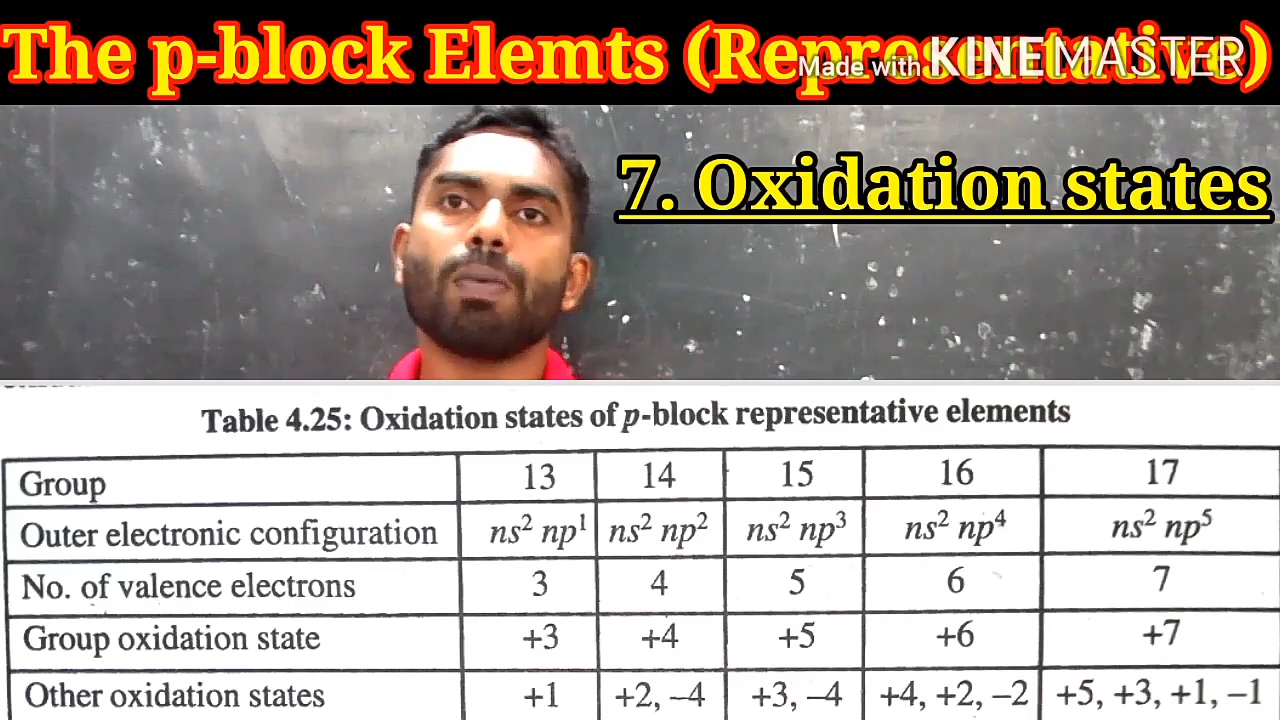 The p-block Elemts (Representative)
Made with KINEMASTER
7. Oxidation states
Table 4.25: Oxidation states of p-block representative elements
Group 13 14 15 16 17
Outer electronic configuration ns² np¹ ns² np² ns² np³ ns² np⁴ ns² np⁵
No. of valence electrons 3 4 5 6 7
Group oxidation state +3 +4 +5 +6 +7
Other oxidation states +1 +2, –4 +3, –4 +4, +2, –2 +5, +3, +1, –1